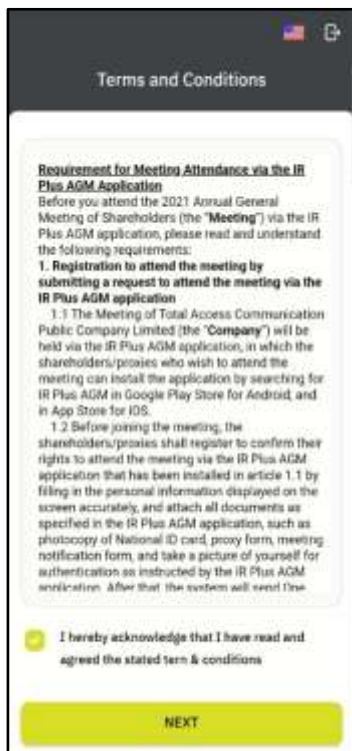 Terms and Conditions
Requirement for Meeting Attendance via the IR
Plus AGM Application
Before you attend the 2021 Annual General
Meeting of Shareholders (the "Meeting") via the IR
Plus AGM application, please read and understand
the following requirements:
1. Registration to attend the meeting by
submitting a request to attend the meeting via the
IR Plus AGM application
1.1 The Meeting of Total Access Communication
Public Company Limited (the "Company") will be
held via the IR Plus AGM application, in which the
shareholders/proxies who wish to attend the
meeting can install the application by searching for
IR Plus AGM in Google Play Store for Android, and
in App Store for iOS.
1.2 Before joining the meeting, the
shareholders/proxies shall register to confirm their
rights to attend the meeting via the IR Plus AGM
application that has been installed in article 1.1 by
filling in the personal information displayed on the
screen accurately, and attach all documents as
specified in the IR Plus AGM application, such as
photocopy of National ID card, proxy form, meeting
notification form, and take a picture of yourself for
authentication as instructed by the IR Plus AGM
application. After that, the system will send One
I hereby acknowledge that I have read and
agreed the stated term & conditions
NEXT